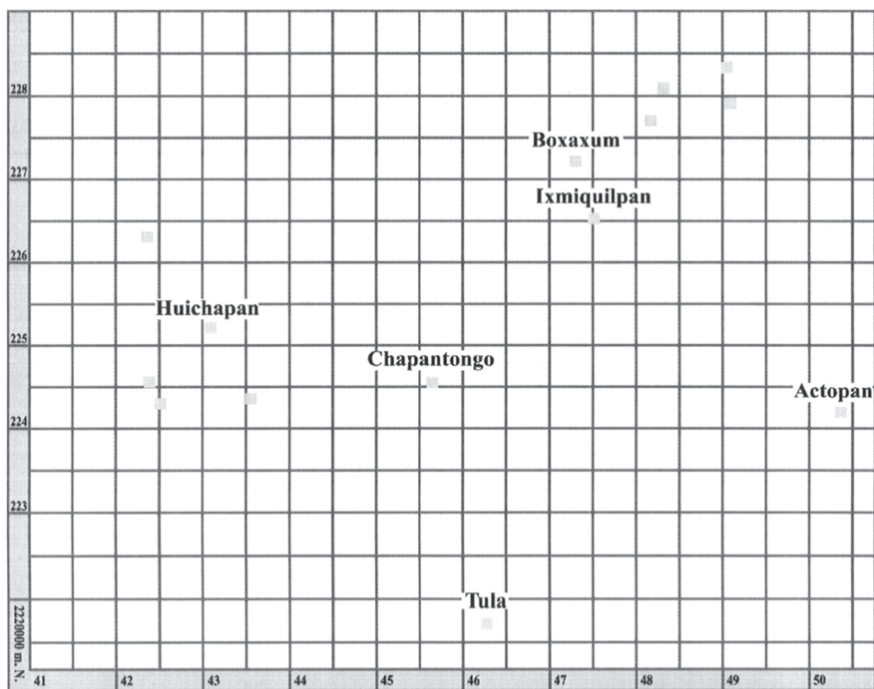 228
Boxaxum
227
Ixmiquilpan
226
Huichapan
225
Chapantongo
Actopan
224
223
Tula
2220000 m. N.
41 42 43 44 45 46 47 48 49 50